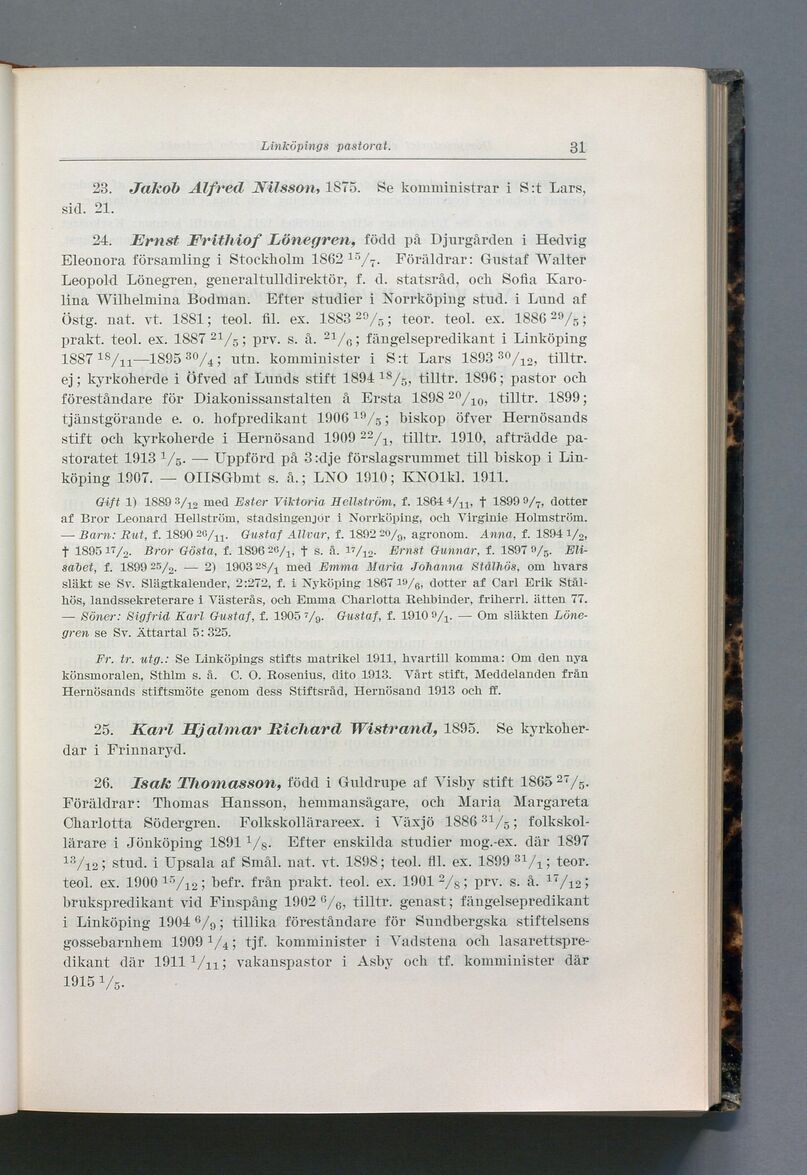 Linköpings pastorat. 31
23. Jakob Alfred Nilsson, 1875. Se komministrar i S:t Lars,
sid. 21.
24. Ernst Frithiof Lönegren, född på Djurgården i Hedvig
Eleonora församling i Stockholm 1862 15/7. Föräldrar: Gustaf Walter
Leopold Lönegren, generaltulldirektör, f. d. statsråd, och Sofia Karo-
lina Wilhelmina Bodman. Efter studier i Norrköping stud. i Lund af
Östg. nat. vt. 1881; teol. fil. ex. 1883 29/5; teor. teol. ex. 1886 29/5;
prakt. teol. ex. 1887 21/5; prv. s. å. 21/6; fängelsepredikant i Linköping
1887 18/11—1895 30/4; utn. komminister i S:t Lars 1893 30/12, tilltr.
ej; kyrkoherde i Öfved af Lunds stift 1894 18/5, tilltr. 1896; pastor och
föreståndare för Diakonissanstalten å Ersta 1898 20/10, tilltr. 1899;
tjänstgörande e. o. hofpredikant 1906 19/5; biskop öfver Hernösands
stift och kyrkoherde i Hernösand 1909 22/1, tilltr. 1910, afträdde pa-
storatet 1913 1/5. — Uppförd på 3:dje förslagsrummet till biskop i Lin-
köping 1907. — OIISGbmt s. å.; LNO 1910; KNO1kl. 1911.
Gift 1) 1889 3/12 med Ester Viktoria Hellström, f. 1864 4/11, † 1899 9/7, dotter
af Bror Leonard Hellström, stadsingenjör i Norrköping, och Virginie Holmström.
— Barn: Rut, f. 1890 26/11. Gustaf Allvar, f. 1892 20/9, agronom. Anna, f. 1894 1/2,
† 1895 17/2. Bror Gösta, f. 1896 26/1, † s. å. 17/12. Ernst Gunnar, f. 1897 9/5. Eli-
sabet, f. 1899 25/2. — 2) 1903 28/1 med Emma Maria Johanna Stålhös, om hvars
släkt se Sv. Slägtkalender, 2:272, f. i Nyköping 1867 19/6, dotter af Carl Erik Stål-
hös, landssekreterare i Västerås, och Emma Charlotta Rehbinder, friherrl. ätten 77.
— Söner: Sigfrid Karl Gustaf, f. 1905 7/9. Gustaf, f. 1910 9/1. — Om släkten Löne-
gren se Sv. Ättartal 5: 325.
Fr. tr. utg.: Se Linköpings stifts matrikel 1911, hvartill komma: Om den nya
könsmoralen, Sthlm s. å. C. O. Rosenius, dito 1913. Vårt stift, Meddelanden från
Hernösands stiftsmöte genom dess Stiftsråd, Hernösand 1913 och ff.
25. Karl Hjalmar Richard Wistrand, 1895. Se kyrkoher-
dar i Frinnaryd.
26. Isak Thomasson, född i Guldrupe af Visby stift 1865 27/5.
Föräldrar: Thomas Hansson, hemmansägare, och Maria Margareta
Charlotta Södergren. Folkskollärareex. i Växjö 1886 31/5; folkskol-
lärare i Jönköping 1891 1/8. Efter enskilda studier mog.-ex. där 1897
13/12; stud. i Upsala af Smål. nat. vt. 1898; teol. fil. ex. 1899 31/1; teor.
teol. ex. 1900 15/12; befr. från prakt. teol. ex. 1901 2/8; prv. s. å. 17/12;
brukspredikant vid Finspång 1902 6/6, tilltr. genast; fängelsepredikant
i Linköping 1904 6/9; tillika föreståndare för Sundbergska stiftelsens
gossebarnhem 1909 1/4; tjf. komminister i Vadstena och lasarettspre-
dikant där 1911 1/11; vakanspastor i Asby och tf. komminister där
1915 1/5.